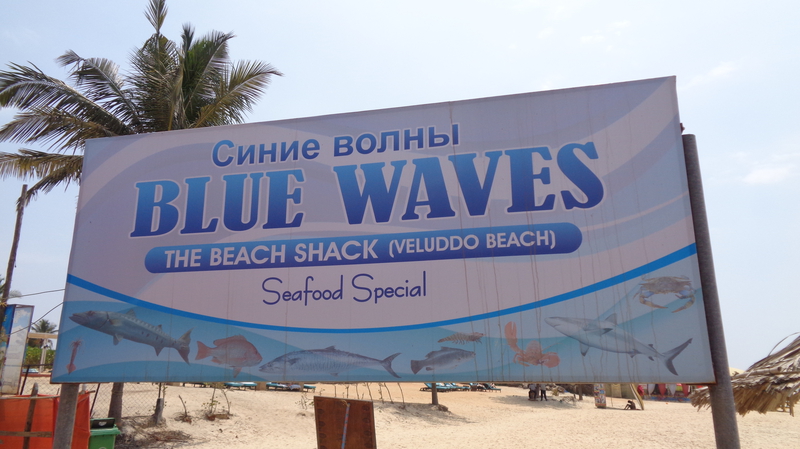 Синие волны
BLUE WAVES
THE BEACH SHACK (VELUDDO BEACH)
Seafood Special